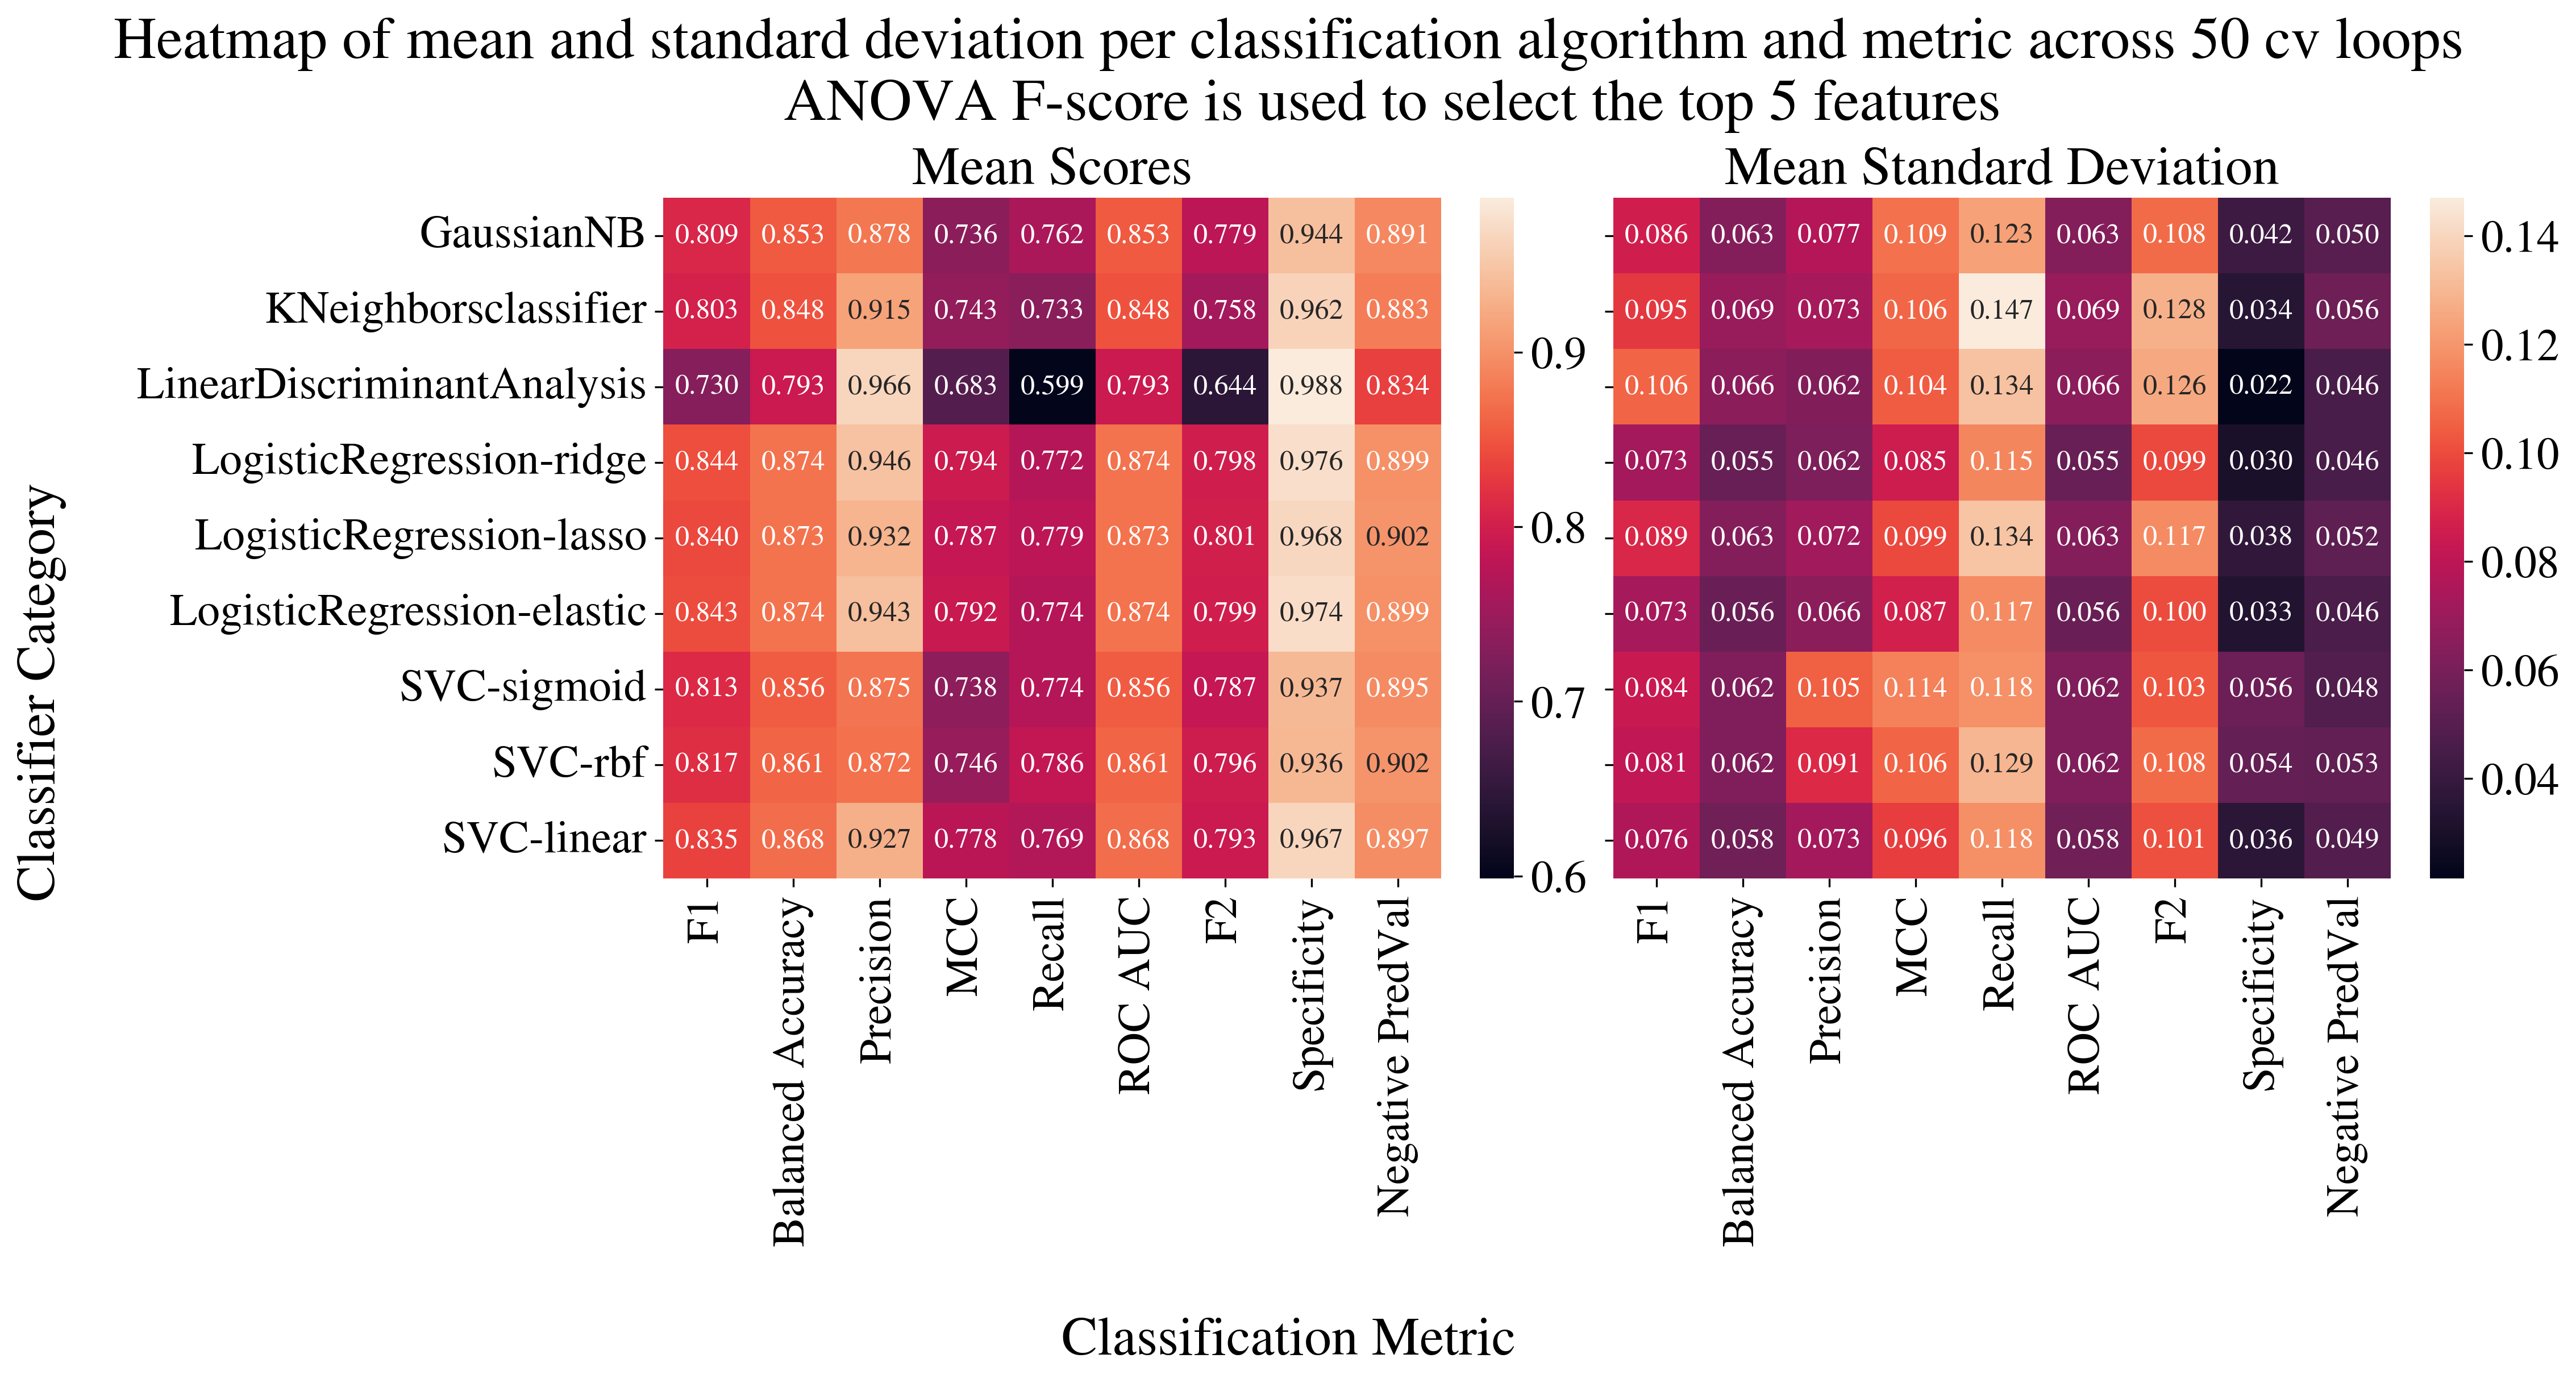 Heatmap of mean and standard deviation per classification algorithm and metric across 50 cv loops
ANOVA F-score is used to select the top 5 features
Mean Scores
Classifier Category
GaussianNB 0.809 0.853 0.878 0.736 0.762 0.853 0.779 0.944 0.891
KNeighborsclassifier 0.803 0.848 0.915 0.743 0.733 0.848 0.758 0.962 0.883
LinearDiscriminantAnalysis 0.730 0.793 0.966 0.683 0.599 0.793 0.644 0.988 0.834
LogisticRegression-ridge 0.844 0.874 0.946 0.794 0.772 0.874 0.798 0.976 0.899
LogisticRegression-lasso 0.840 0.873 0.932 0.787 0.779 0.873 0.801 0.968 0.902
LogisticRegression-elastic 0.843 0.874 0.943 0.792 0.774 0.874 0.799 0.974 0.899
SVC-sigmoid 0.813 0.856 0.875 0.738 0.774 0.856 0.787 0.937 0.895
SVC-rbf 0.817 0.861 0.872 0.746 0.786 0.861 0.796 0.936 0.902
SVC-linear 0.835 0.868 0.927 0.778 0.769 0.868 0.793 0.967 0.897
F1
Balanced Accuracy
Precision
MCC
Recall
ROC AUC
F2
Specificity
Negative PredVal
0.9
0.8
0.7
0.6
Mean Standard Deviation
0.086 0.063 0.077 0.109 0.123 0.063 0.108 0.042 0.050
0.095 0.069 0.073 0.106 0.147 0.069 0.128 0.034 0.056
0.106 0.066 0.062 0.104 0.134 0.066 0.126 0.022 0.046
0.073 0.055 0.062 0.085 0.115 0.055 0.099 0.030 0.046
0.089 0.063 0.072 0.099 0.134 0.063 0.117 0.038 0.052
0.073 0.056 0.066 0.087 0.117 0.056 0.100 0.033 0.046
0.084 0.062 0.105 0.114 0.118 0.062 0.103 0.056 0.048
0.081 0.062 0.091 0.106 0.129 0.062 0.108 0.054 0.053
0.076 0.058 0.073 0.096 0.118 0.058 0.101 0.036 0.049
F1
Balanced Accuracy
Precision
MCC
Recall
ROC AUC
F2
Specificity
Negative PredVal
0.14
0.12
0.10
0.08
0.06
0.04
Classification Metric